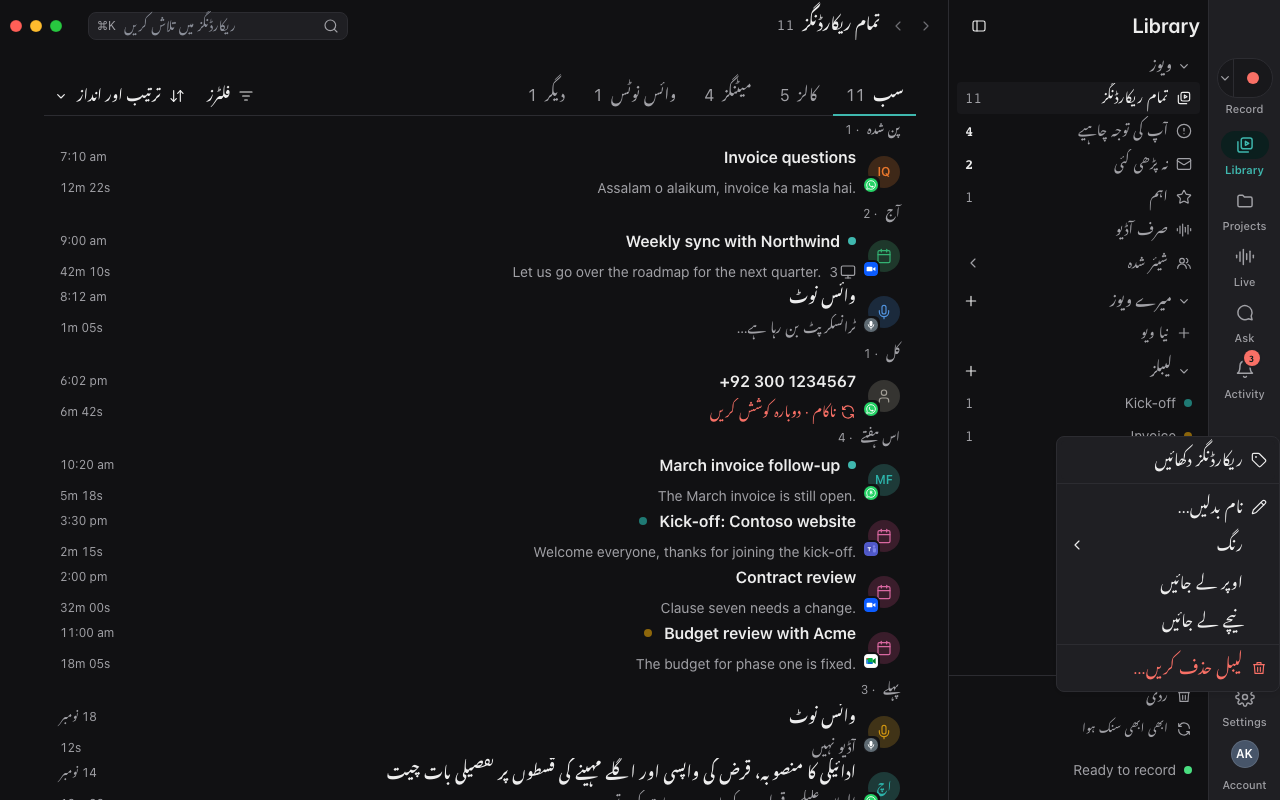 Record
Library
Projects
Live
Ask
3
Activity
Settings
AK
Account
Library
ویوز
تمام ریکارڈنگز 11
آپ کی توجہ چاہیے 4
نہ پڑھی گئی 2
اہم 1
صرف آڈیو
شیئر شدہ
میرے ویوز
نیا ویو
لیبلز
Kick-off 1
Invoice 1
ریکارڈنگز دکھائیں
نام بدلیں...
رنگ
اوپر لے جائیں
نیچے لے جائیں
لیبل حذف کریں...
ردی
ابھی ابھی سنک ہوا
Ready to record
تمام ریکارڈنگز 11
ریکارڈنگز میں تلاش کریں ⌘K
سب 11 کالز 5 میٹنگز 4 وائس نوٹس 1 دیگر 1
فلٹرز ترتیب اور انداز
پن شدہ · 1
IQ
Invoice questions 7:10 am
Assalam o alaikum, invoice ka masla hai. 12m 22s
آج · 2
Weekly sync with Northwind 9:00 am
3 Let us go over the roadmap for the next quarter. 42m 10s
وائس نوٹ 8:12 am
ٹرانسکرپٹ بن رہا ہے... 1m 05s
کل · 1
+92 300 1234567 6:02 pm
ناکام · دوبارہ کوشش کریں 6m 42s
اس ہفتے · 4
MF
March invoice follow-up 10:20 am
The March invoice is still open. 5m 18s
Kick-off: Contoso website 3:30 pm
Welcome everyone, thanks for joining the kick-off. 2m 15s
Contract review 2:00 pm
Clause seven needs a change. 32m 00s
Budget review with Acme 11:00 am
The budget for phase one is fixed. 18m 05s
پہلے · 3
وائس نوٹ 18 نومبر
آڈیو نہیں 12s
اچ
ادائیگی کا منصوبہ، قرض کی واپسی اور اگلے مہینے کی قسطوں پر تفصیلی بات چیت 14 نومبر